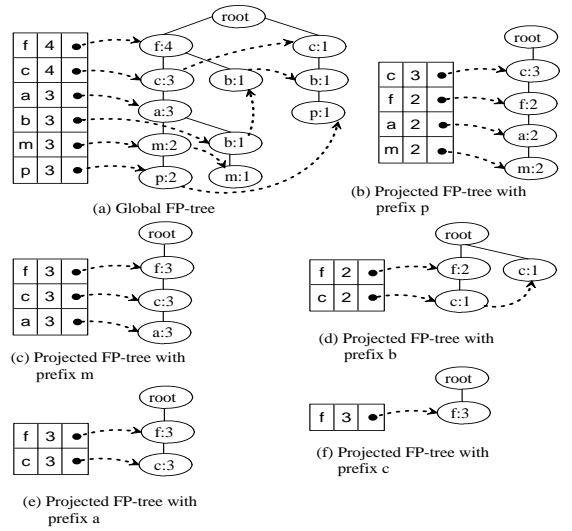 root
f 4
c 4
a 3
b 3
m 3
p 3
f:4
c:1
c:3
b:1
b:1
a:3
p:1
m:2
b:1
p:2
m:1
(a) Global FP-tree
root
c 3
f 2
a 2
m 2
c:3
f:2
a:2
m:2
(b) Projected FP-tree with
prefix p
root
f 3
c 3
a 3
f:3
c:3
a:3
(c) Projected FP-tree with
prefix m
root
f 2
c 2
f:2
c:1
c:1
(d) Projected FP-tree with
prefix b
root
f 3
c 3
f:3
c:3
(e) Projected FP-tree with
prefix a
root
f 3
f:3
(f) Projected FP-tree with
prefix c